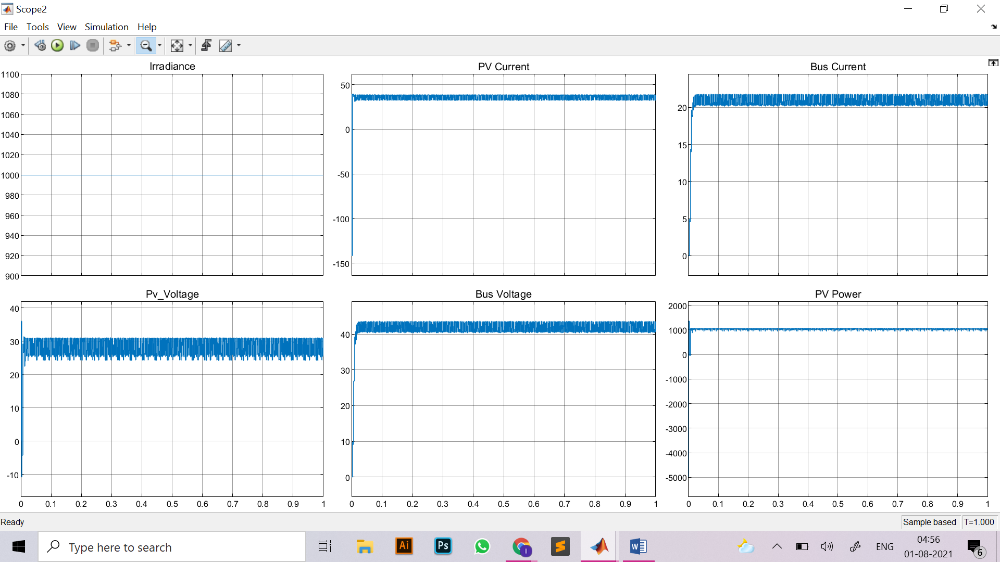 Scope2
File Tools View Simulation Help
Irradiance
1100
1080
1060
1040
1020
1000
980
960
940
920
900
PV Current
50
0
-50
-100
-150
Bus Current
20
15
10
5
0
Pv_Voltage
40
30
20
10
0
-10
0 0.1 0.2 0.3 0.4 0.5 0.6 0.7 0.8 0.9 1
Bus Voltage
40
30
20
10
0
0 0.1 0.2 0.3 0.4 0.5 0.6 0.7 0.8 0.9 1
PV Power
2000
1000
0
-1000
-2000
-3000
-4000
-5000
0 0.1 0.2 0.3 0.4 0.5 0.6 0.7 0.8 0.9 1
Ready
Sample based T=1.000
Type here to search
Ai
Ps
I
S
W
ENG
04:56
01-08-2021
6